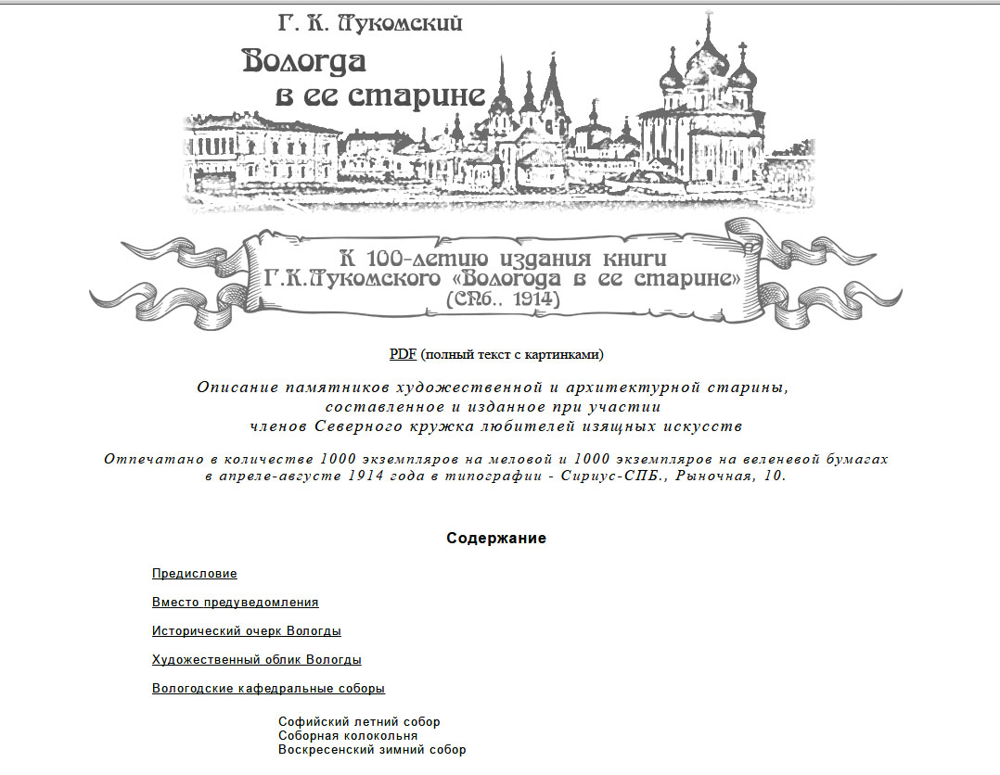 Г. К. Лукомский
Вологда
в ее старине
К 100-летию издания книги
Г.К.Лукомского «Вологода в ее старине»
(СПб., 1914)
PDF (полный текст с картинками)
Описание памятников художественной и архитектурной старины,
составленное и изданное при участии
членов Северного кружка любителей изящных искусств
Отпечатано в количестве 1000 экземпляров на меловой и 1000 экземпляров на веленевой бумагах
в апреле-августе 1914 года в типографии - Сириус-СПБ., Рыночная, 10.
Содержание
Предисловие
Вместо предуведомления
Исторический очерк Вологды
Художественный облик Вологды
Вологодские кафедральные соборы
Софийский летний собор
Соборная колокольня
Воскресенский зимний собор